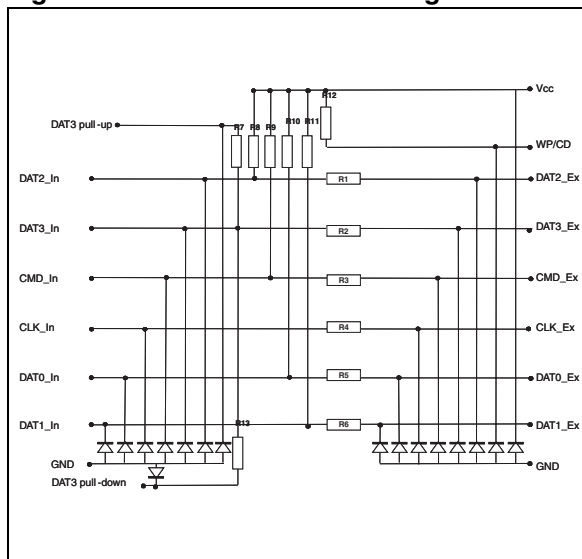 Vcc
R12
DAT3 pull-up
R7 R8 R9 R10 R11
WP/CD
DAT2_In R1 DAT2_Ex
DAT3_In R2 DAT3_Ex
CMD_In R3 CMD_Ex
CLK_In R4 CLK_Ex
DAT0_In R5 DAT0_Ex
DAT1_In R6 DAT1_Ex
R13
GND GND
DAT3 pull-down